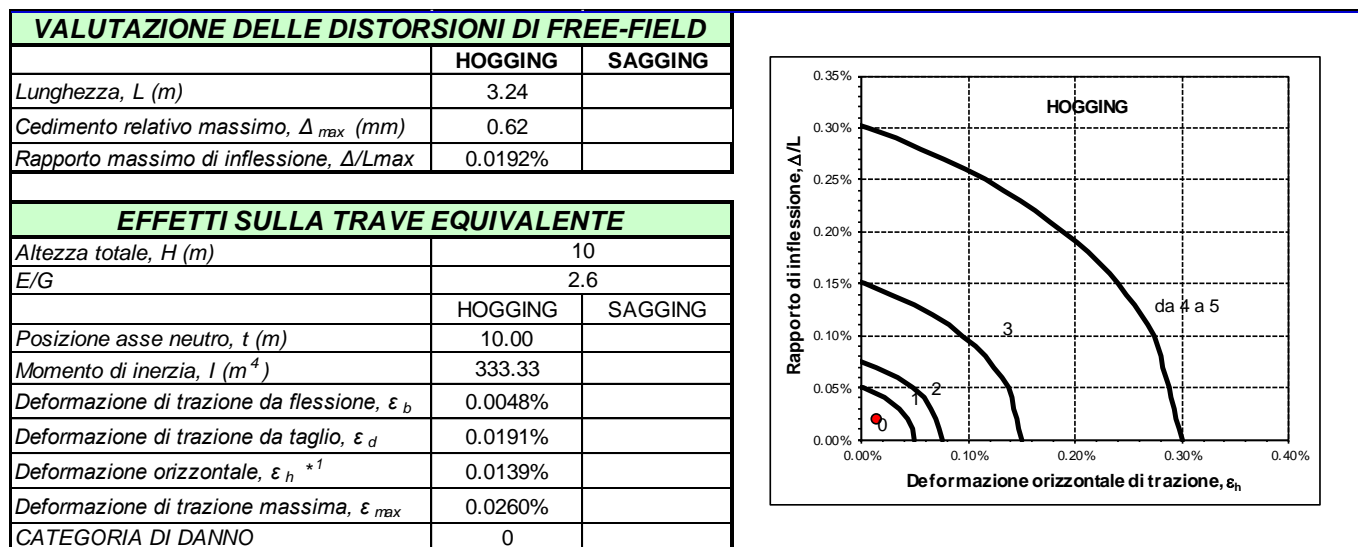 VALUTAZIONE DELLE DISTORSIONI DI FREE-FIELD
HOGGING SAGGING
Lunghezza, L (m) 3.24
Cedimento relativo massimo, Δ max (mm) 0.62
Rapporto massimo di inflessione, Δ/Lmax 0.0192%
EFFETTI SULLA TRAVE EQUIVALENTE
Altezza totale, H (m) 10
E/G 2.6
HOGGING SAGGING
Posizione asse neutro, t (m) 10.00
Momento di inerzia, I (m⁴) 333.33
Deformazione di trazione da flessione, ε b 0.0048%
Deformazione di trazione da taglio, ε d 0.0191%
Deformazione orizzontale, ε h *¹ 0.0139%
Deformazione di trazione massima, ε max 0.0260%
CATEGORIA DI DANNO 0
HOGGING
Rapporto di inflessione, Δ/L
0.35%
0.30%
0.25%
0.20%
0.15%
0.10%
0.05%
0.00%
da 4 a 5
3
2
1
0
0.00% 0.10% 0.20% 0.30% 0.40%
Deformazione orizzontale di trazione, εh